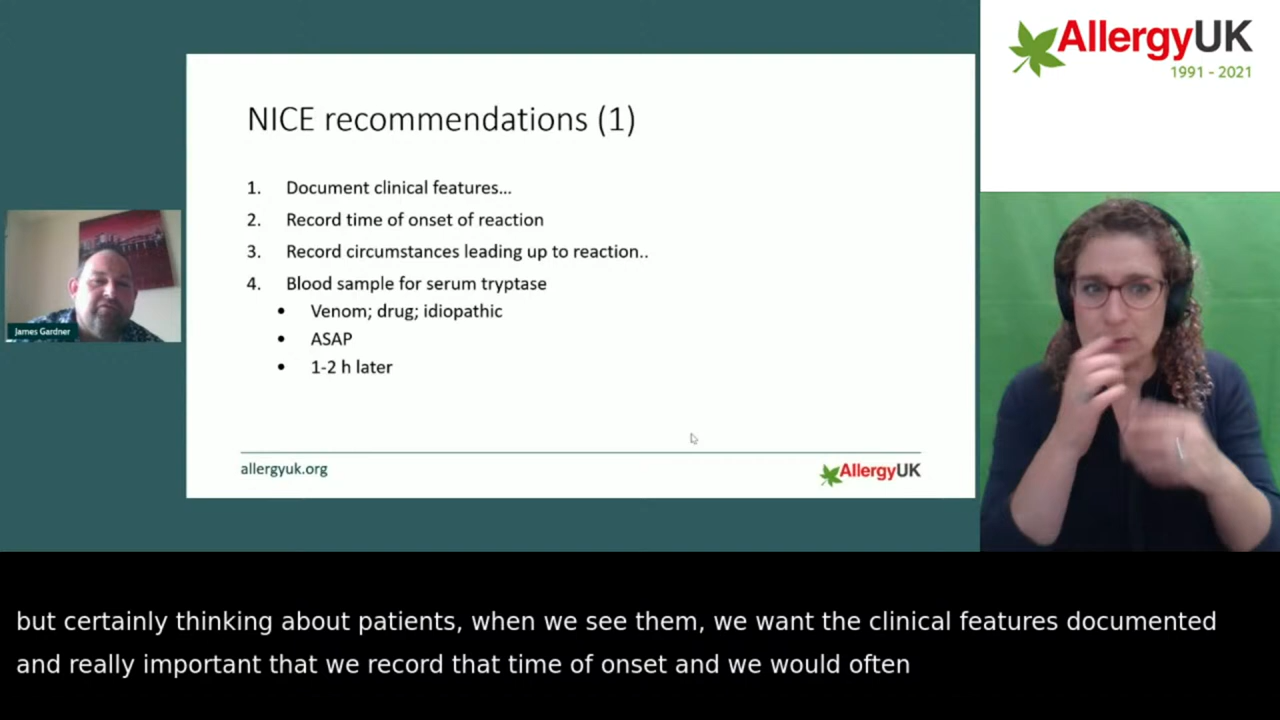 AllergyUK
1991 - 2021
NICE recommendations (1)
1. Document clinical features...
2. Record time of onset of reaction
3. Record circumstances leading up to reaction..
4. Blood sample for serum tryptase
• Venom; drug; idiopathic
• ASAP
• 1-2 h later
allergyuk.org
AllergyUK
James Gardner
but certainly thinking about patients, when we see them, we want the clinical features documented
and really important that we record that time of onset and we would often